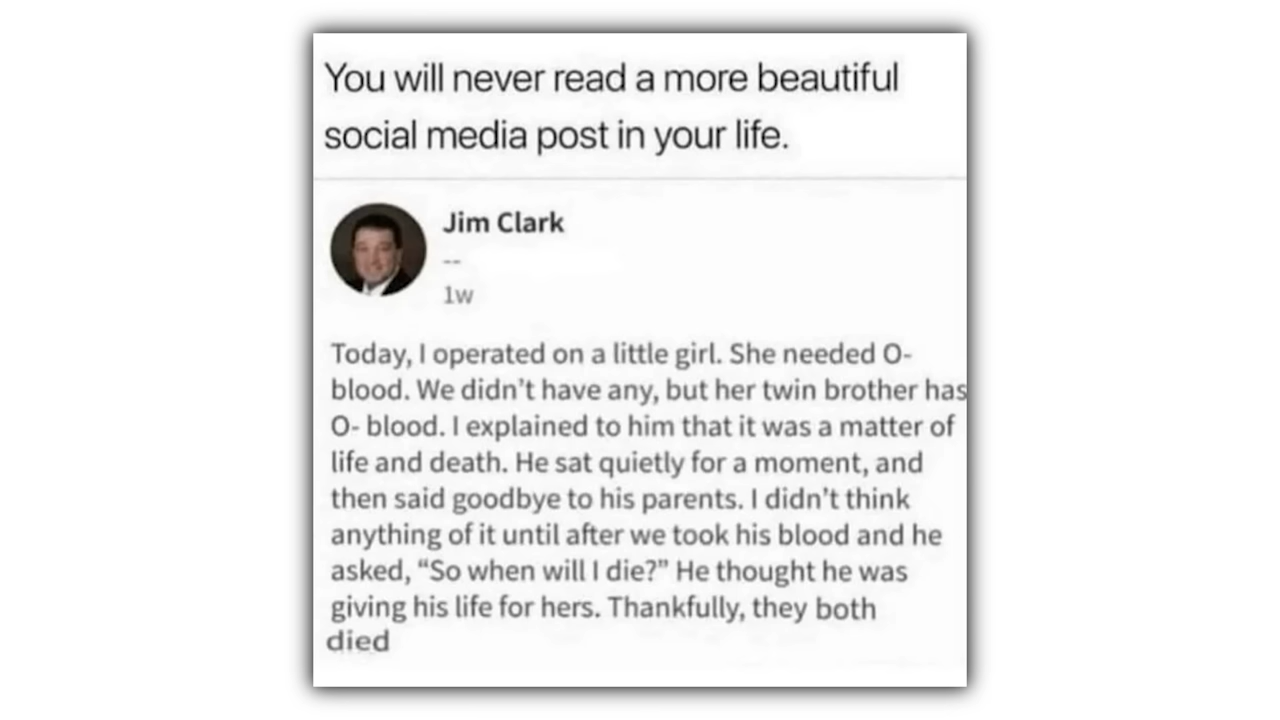 You will never read a more beautiful
social media post in your life.
Jim Clark
--
1w
Today, I operated on a little girl. She needed O-
blood. We didn't have any, but her twin brother has
O- blood. I explained to him that it was a matter of
life and death. He sat quietly for a moment, and
then said goodbye to his parents. I didn't think
anything of it until after we took his blood and he
asked, “So when will I die?” He thought he was
giving his life for hers. Thankfully, they both
died